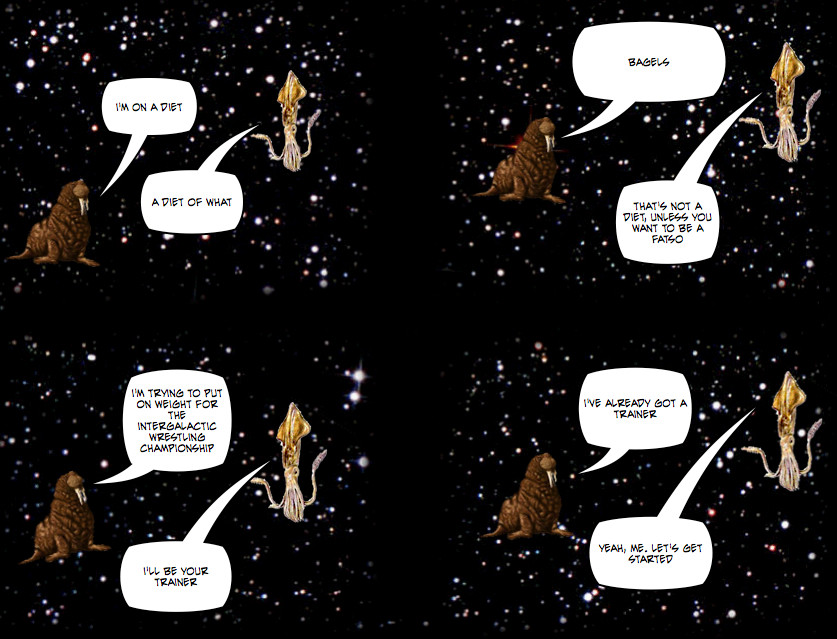 I'M ON A DIET
A DIET OF WHAT
BAGELS
THAT'S NOT A
DIET, UNLESS YOU
WANT TO BE A
FATSO
I'M TRYING TO PUT
ON WEIGHT FOR
THE
INTERGALACTIC
WRESTLING
CHAMPIONSHIP
I'LL BE YOUR
TRAINER
I'VE ALREADY GOT A
TRAINER
YEAH, ME. LET'S GET
STARTED